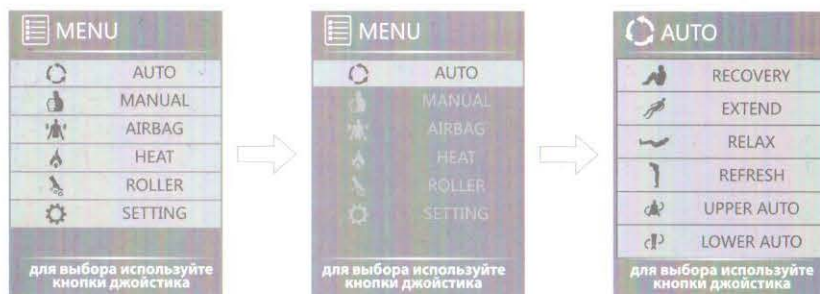 MENU
AUTO
MANUAL
AIRBAG
HEAT
ROLLER
SETTING
для выбора используйте
кнопки джойстика
MENU
AUTO
MANUAL
AIRBAG
HEAT
ROLLER
SETTING
для выбора используйте
кнопки джойстика
AUTO
RECOVERY
EXTEND
RELAX
REFRESH
UPPER AUTO
LOWER AUTO
для выбора используйте
кнопки джойстика